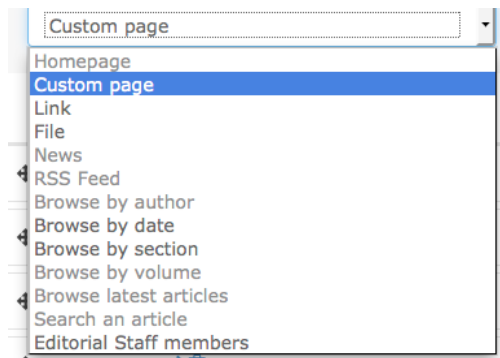 Custom page
Homepage
Custom page
Link
File
News
RSS Feed
Browse by author
Browse by date
Browse by section
Browse by volume
Browse latest articles
Search an article
Editorial Staff members